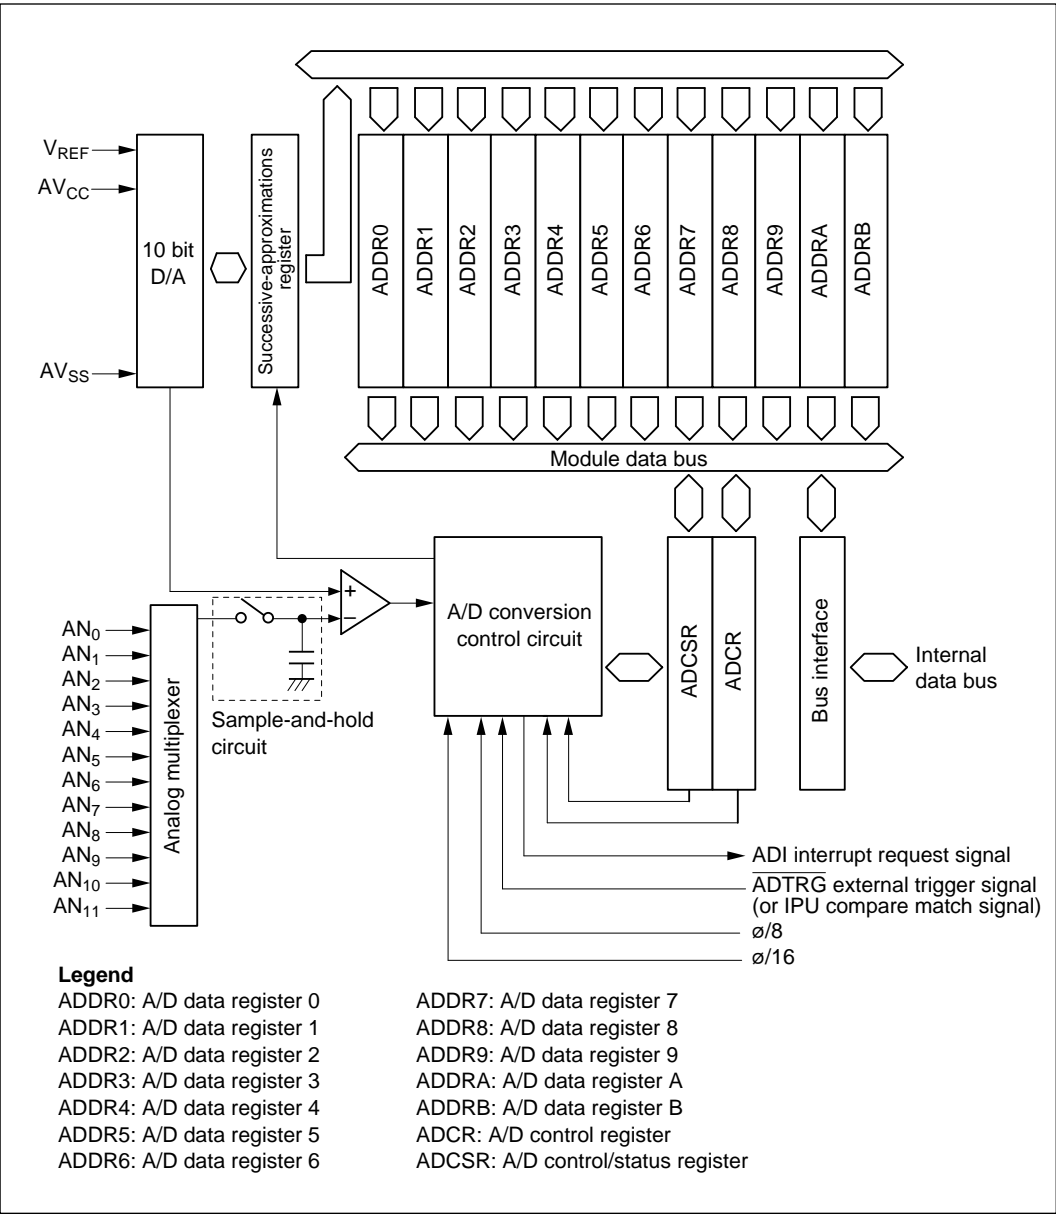 V_REF
AV_CC
AV_SS
10 bit
D/A
Successive-approximations
register
ADDR0
ADDR1
ADDR2
ADDR3
ADDR4
ADDR5
ADDR6
ADDR7
ADDR8
ADDR9
ADDRA
ADDRB
Module data bus
A/D conversion
control circuit
ADCSR
ADCR
Bus interface
Internal
data bus
+
−
Sample-and-hold
circuit
AN0
AN1
AN2
AN3
AN4
AN5
AN6
AN7
AN8
AN9
AN10
AN11
Analog multiplexer
ADI interrupt request signal
ADTRG external trigger signal
(or IPU compare match signal)
ø/8
ø/16
Legend
ADDR0: A/D data register 0
ADDR1: A/D data register 1
ADDR2: A/D data register 2
ADDR3: A/D data register 3
ADDR4: A/D data register 4
ADDR5: A/D data register 5
ADDR6: A/D data register 6
ADDR7: A/D data register 7
ADDR8: A/D data register 8
ADDR9: A/D data register 9
ADDRA: A/D data register A
ADDRB: A/D data register B
ADCR: A/D control register
ADCSR: A/D control/status register